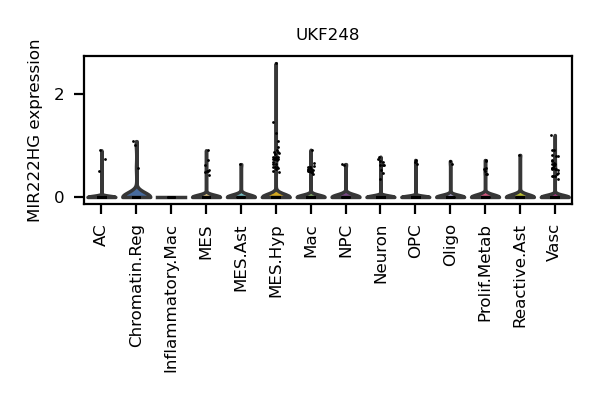 UKF248
MIR222HG expression
2
0
AC
Chromatin.Reg
Inflammatory.Mac
MES
MES.Ast
MES.Hyp
Mac
NPC
Neuron
OPC
Oligo
Prolif.Metab
Reactive.Ast
Vasc